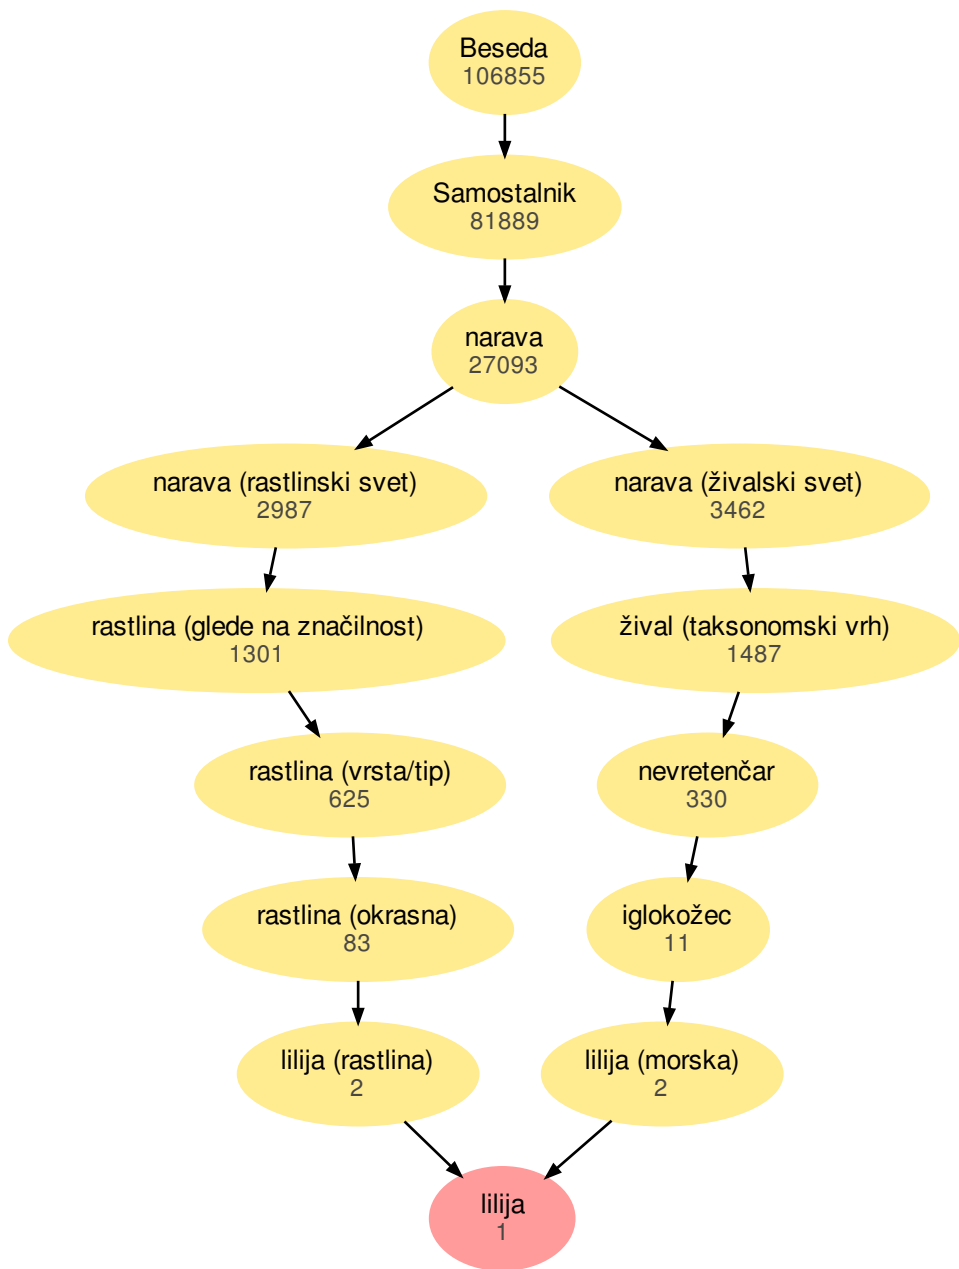 Beseda
106855
Samostalnik
81889
narava
27093
narava (rastlinski svet)
2987
narava (živalski svet)
3462
rastlina (glede na značilnost)
1301
žival (taksonomski vrh)
1487
rastlina (vrsta/tip)
625
nevretenčar
330
rastlina (okrasna)
83
iglokožec
11
lilija (rastlina)
2
lilija (morska)
2
lilija
1